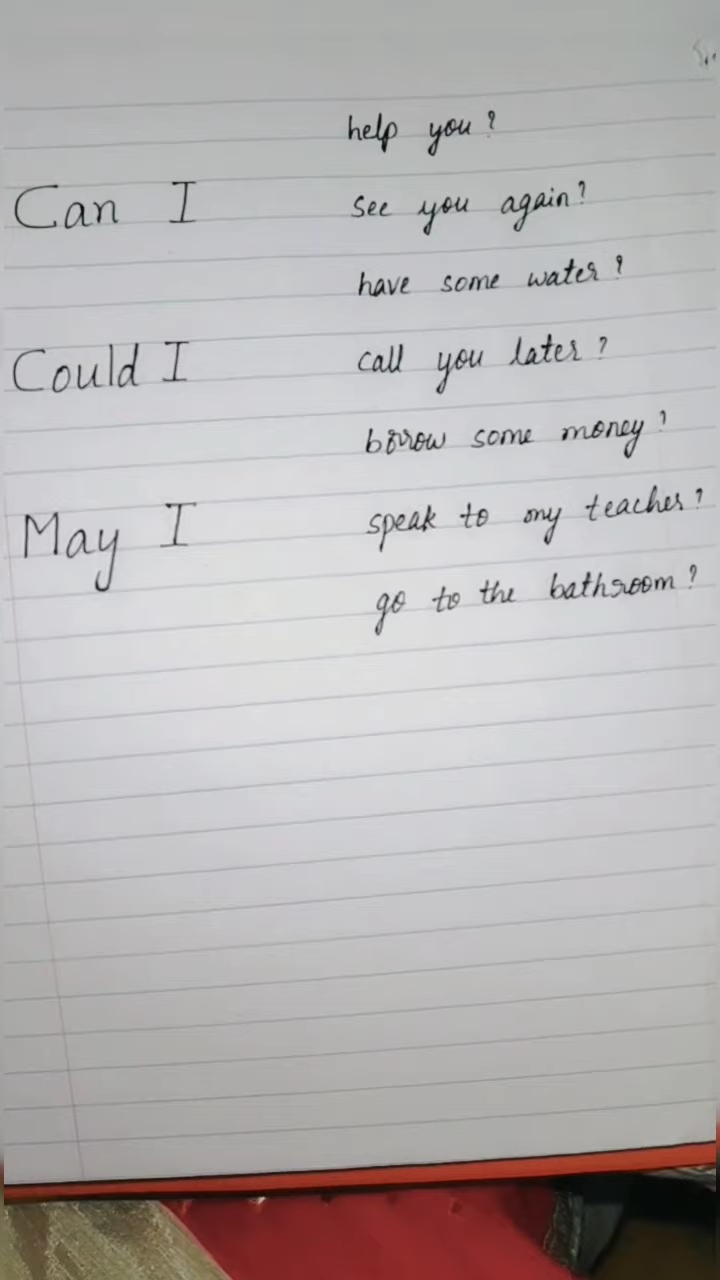 help you?
Can I see you again?
have some water?
Could I call you later?
borrow some money?
May I speak to my teacher?
go to the bathroom?